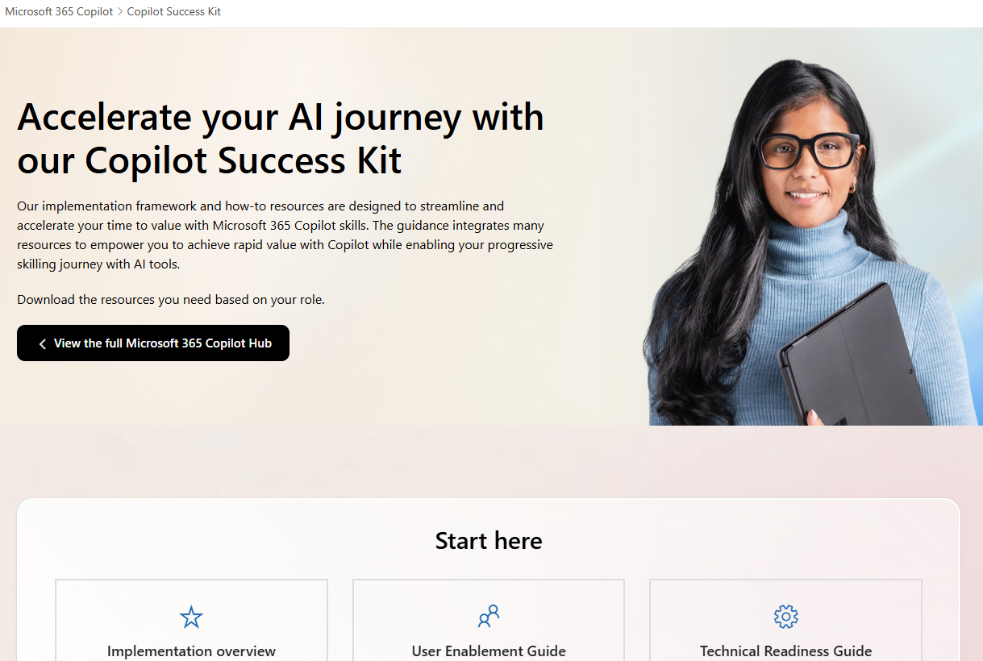 Microsoft 365 Copilot > Copilot Success Kit
Accelerate your AI journey with
our Copilot Success Kit
Our implementation framework and how-to resources are designed to streamline and
accelerate your time to value with Microsoft 365 Copilot skills. The guidance integrates many
resources to empower you to achieve rapid value with Copilot while enabling your progressive
skilling journey with AI tools.
Download the resources you need based on your role.
View the full Microsoft 365 Copilot Hub
Start here
Implementation overview
User Enablement Guide
Technical Readiness Guide